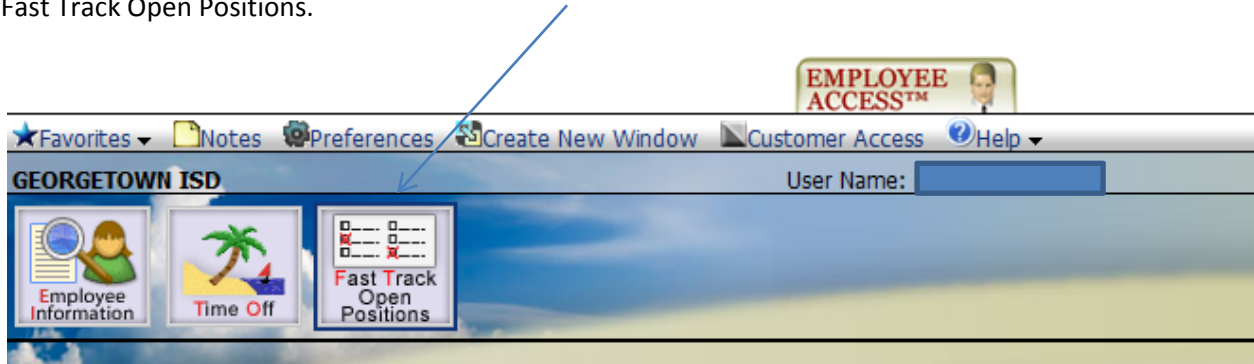 Fast Track Open Positions.
EMPLOYEE
ACCESS™
Favorites Notes Preferences Create New Window Customer Access Help
GEORGETOWN ISD User Name:
Employee
Information
Time Off
Fast Track
Open
Positions